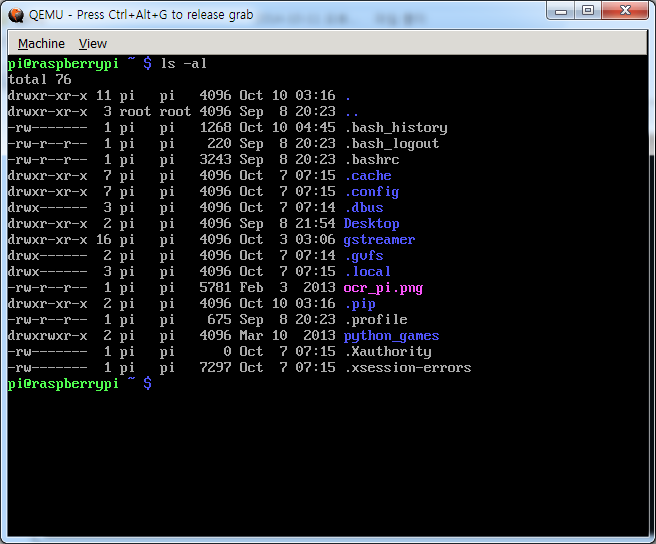 QEMU - Press Ctrl+Alt+G to release grab
Machine View
pi@raspberrypi ~ $ ls -al
total 76
drwxr-xr-x 11 pi   pi   4096 Oct 10 03:16 .
drwxr-xr-x  3 root root 4096 Sep  8 20:23 ..
-rw-------  1 pi   pi   1268 Oct 10 04:45 .bash_history
-rw-r--r--  1 pi   pi    220 Sep  8 20:23 .bash_logout
-rw-r--r--  1 pi   pi   3243 Sep  8 20:23 .bashrc
drwxr-xr-x  7 pi   pi   4096 Oct  7 07:15 .cache
drwxr-xr-x  7 pi   pi   4096 Oct  7 07:15 .config
drwx------  3 pi   pi   4096 Oct  7 07:14 .dbus
drwxr-xr-x  2 pi   pi   4096 Sep  8 21:54 Desktop
drwxr-xr-x 16 pi   pi   4096 Oct  3 03:06 gstreamer
drwx------  2 pi   pi   4096 Oct  7 07:14 .gvfs
drwx------  3 pi   pi   4096 Oct  7 07:15 .local
-rw-r--r--  1 pi   pi   5781 Feb  3  2013 ocr_pi.png
drwxr-xr-x  2 pi   pi   4096 Oct 10 03:16 .pip
-rw-r--r--  1 pi   pi    675 Sep  8 20:23 .profile
drwxrwxr-x  2 pi   pi   4096 Mar 10  2013 python_games
-rw-------  1 pi   pi      0 Oct  7 07:15 .Xauthority
-rw-------  1 pi   pi   7297 Oct  7 07:15 .xsession-errors
pi@raspberrypi ~ $